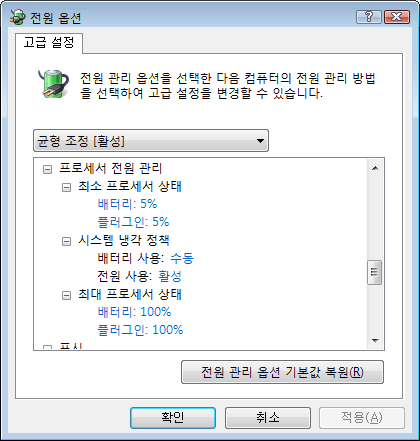 전원 옵션
고급 설정
전원 관리 옵션을 선택한 다음 컴퓨터의 전원 관리 방법
을 선택하여 고급 설정을 변경할 수 있습니다.
균형 조정 [활성]
프로세서 전원 관리
최소 프로세서 상태
배터리: 5%
플러그인: 5%
시스템 냉각 정책
배터리 사용: 수동
전원 사용: 활성
최대 프로세서 상태
배터리: 100%
플러그인: 100%
표시
전원 관리 옵션 기본값 복원(R)
확인
취소
적용(A)